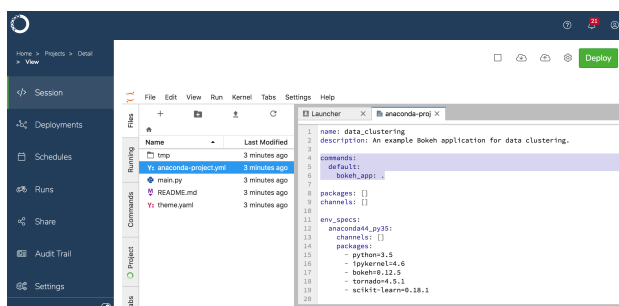 21
Home > Projects > Detail
> View
Deploy
Session
Deployments
Schedules
Runs
Share
Audit Trail
Settings
File Edit View Run Kernel Tabs Settings Help
Files
Running
Commands
Project
Tabs
Name Last Modified
tmp 3 minutes ago
anaconda-project.yml 3 minutes ago
main.py 3 minutes ago
README.md 3 minutes ago
theme.yaml 3 minutes ago
Launcher × anaconda-proj ×
1 name: data_clustering
2 description: An example Bokeh application for data clustering.
3
4 commands:
5 default:
6 bokeh_app: .
7
8 packages: []
9 channels: []
10
11 env_specs:
12 anaconda44_py35:
13 channels: []
14 packages:
15 - python=3.5
16 - ipykernel=4.6
17 - bokeh=0.12.5
18 - tornado=4.5.1
19 - scikit-learn=0.18.1
20